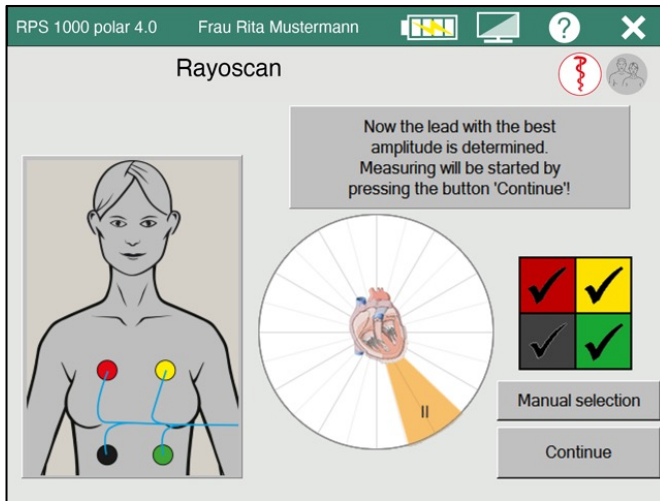 RPS 1000 polar 4.0 Frau Rita Mustermann ?
Rayoscan
Now the lead with the best
amplitude is determined.
Measuring will be started by
pressing the button 'Continue'!
II
Manual selection
Continue